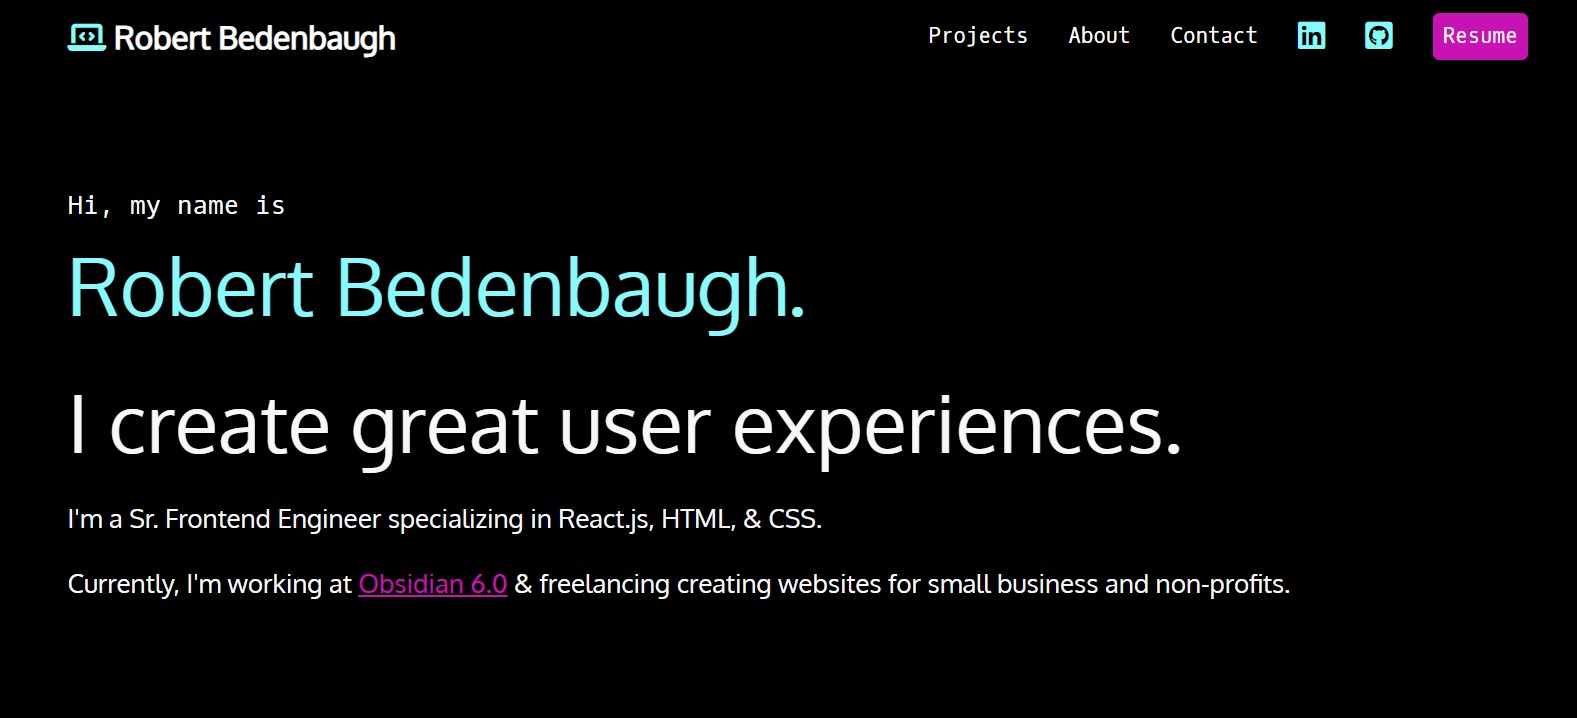 Robert Bedenbaugh
Projects About Contact in Resume
Hi, my name is
Robert Bedenbaugh.
I create great user experiences.
I'm a Sr. Frontend Engineer specializing in React.js, HTML, & CSS.
Currently, I'm working at Obsidian 6.0 & freelancing creating websites for small business and non-profits.